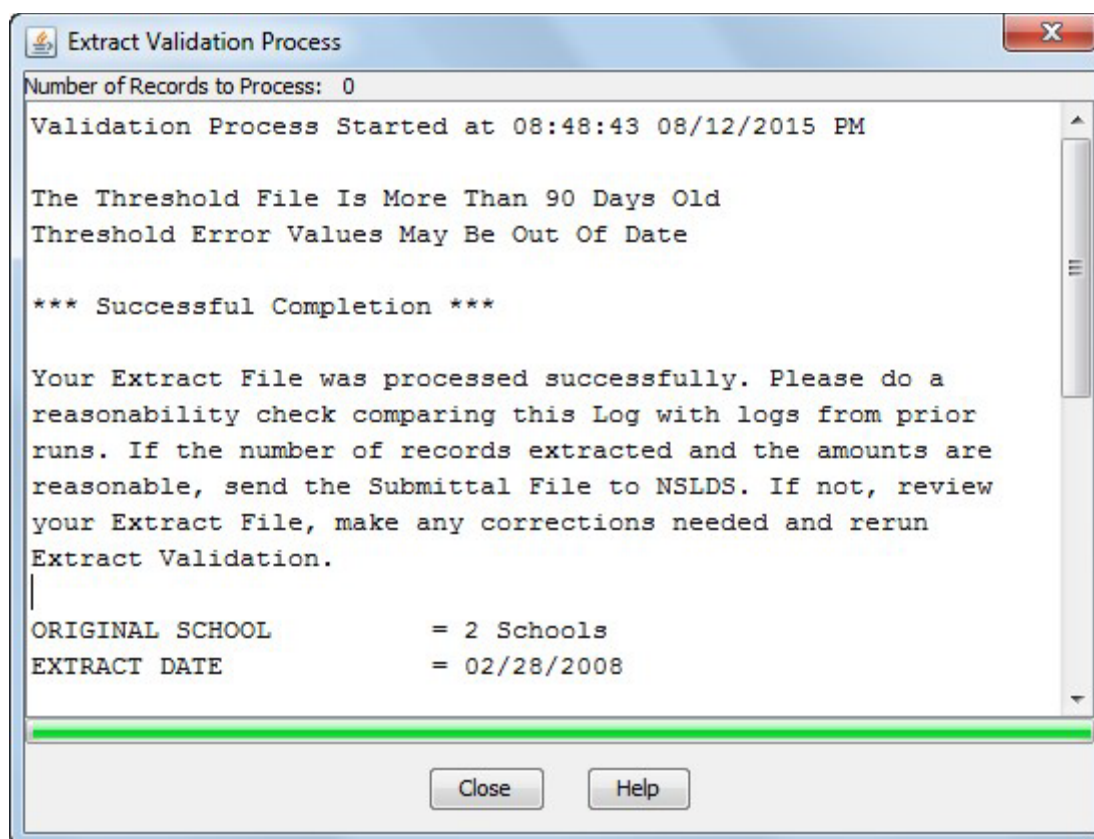 Extract Validation Process
Number of Records to Process: 0
Validation Process Started at 08:48:43 08/12/2015 PM
The Threshold File Is More Than 90 Days Old
Threshold Error Values May Be Out Of Date
*** Successful Completion ***
Your Extract File was processed successfully. Please do a
reasonability check comparing this Log with logs from prior
runs. If the number of records extracted and the amounts are
reasonable, send the Submittal File to NSLDS. If not, review
your Extract File, make any corrections needed and rerun
Extract Validation.
ORIGINAL SCHOOL = 2 Schools
EXTRACT DATE = 02/28/2008
Close Help